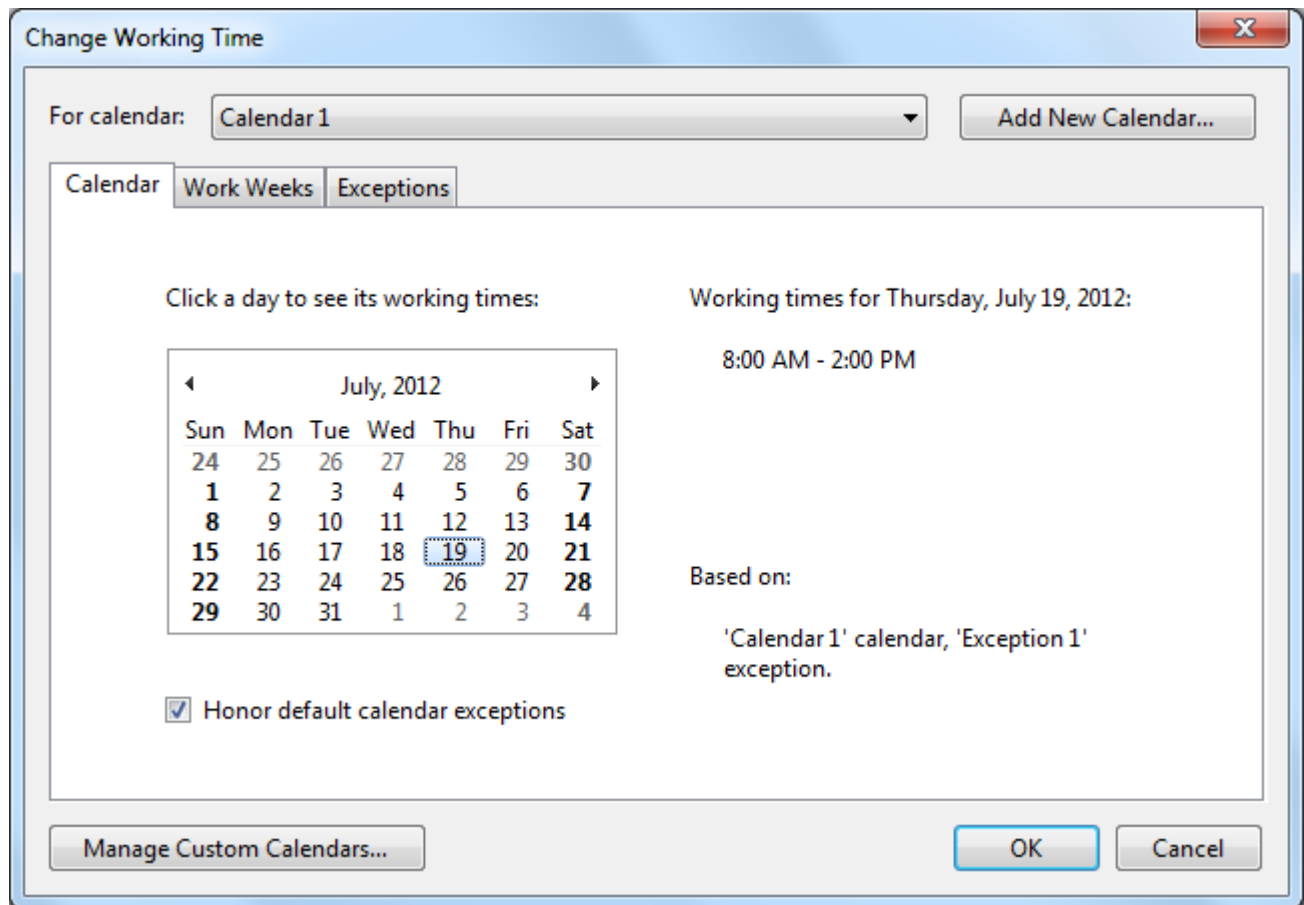 Change Working Time
For calendar: Calendar 1 Add New Calendar...
Calendar Work Weeks Exceptions
Click a day to see its working times: Working times for Thursday, July 19, 2012:
8:00 AM - 2:00 PM
July, 2012
Sun Mon Tue Wed Thu Fri Sat
24 25 26 27 28 29 30
1 2 3 4 5 6 7
8 9 10 11 12 13 14
15 16 17 18 19 20 21
22 23 24 25 26 27 28
29 30 31 1 2 3 4
Based on:
'Calendar 1' calendar, 'Exception 1'
exception.
Honor default calendar exceptions
Manage Custom Calendars... OK Cancel